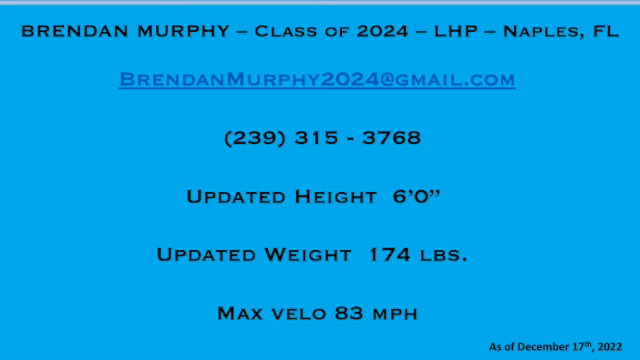 BRENDAN MURPHY – CLASS OF 2024 – LHP – NAPLES, FL
BRENDANMURPHY2024@GMAIL.COM
(239) 315 - 3768
UPDATED HEIGHT 6’0”
UPDATED WEIGHT 174 LBS.
MAX VELO 83 MPH
As of December 17th, 2022